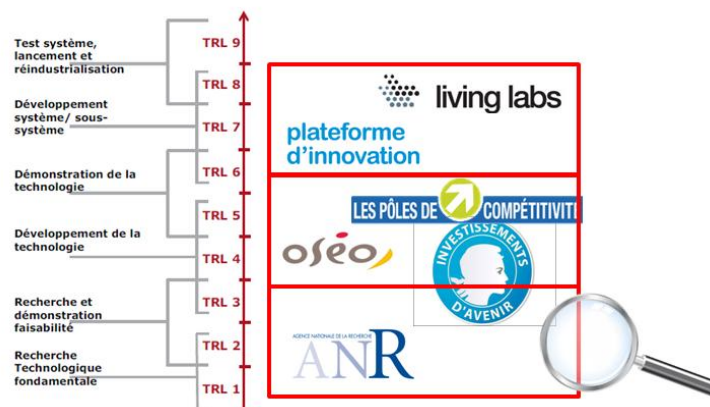 Test système,
lancement et
réindustrialisation
Développement
système/ sous-
système
Démonstration de la
technologie
Développement de la
technologie
Recherche et
démonstration
faisabilité
Recherche
Technologique
fondamentale
TRL 9
TRL 8
TRL 7
TRL 6
TRL 5
TRL 4
TRL 3
TRL 2
TRL 1
living labs
plateforme
d'innovation
LES PÔLES DE COMPÉTITIVITÉ
oséo
INVESTISSEMENTS
D'AVENIR
AGENCE NATIONALE DE LA RECHERCHE
ANR